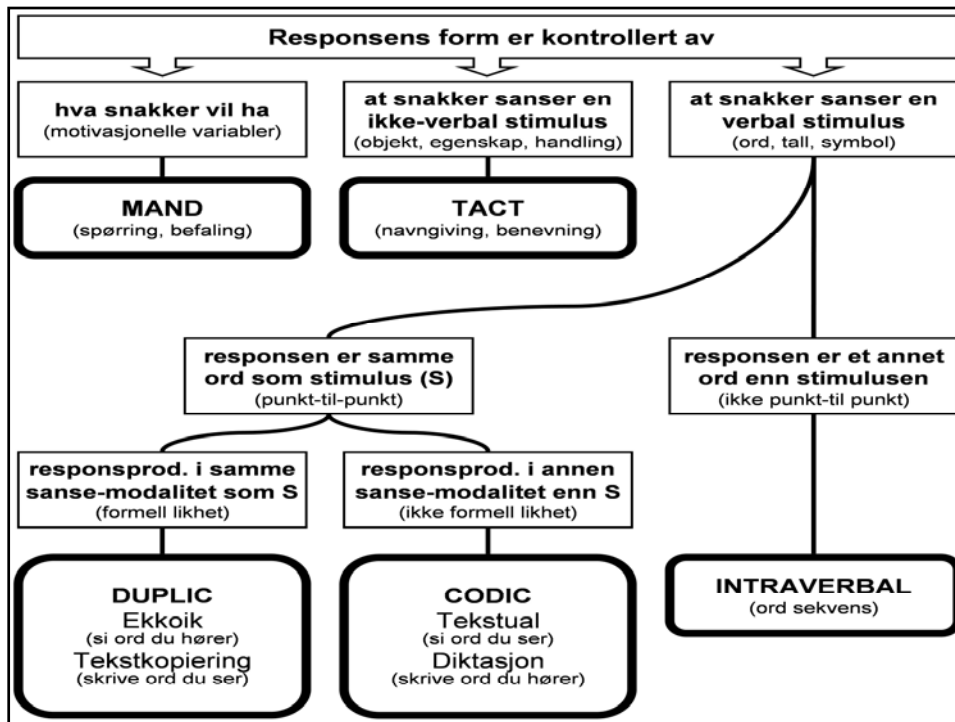 Responsens form er kontrollert av
hva snakker vil ha
(motivasjonelle variabler)
at snakker sanser en
ikke-verbal stimulus
(objekt, egenskap, handling)
at snakker sanser en
verbal stimulus
(ord, tall, symbol)
MAND
(spørring, befaling)
TACT
(navngiving, benevning)
responsen er samme
ord som stimulus (S)
(punkt-til-punkt)
responsen er et annet
ord enn stimulusen
(ikke punkt-til punkt)
responsprod. i samme
sanse-modalitet som S
(formell likhet)
responsprod. i annen
sanse-modalitet enn S
(ikke formell likhet)
DUPLIC
Ekkoik
(si ord du hører)
Tekstkopiering
(skrive ord du ser)
CODIC
Tekstual
(si ord du ser)
Diktasjon
(skrive ord du hører)
INTRAVERBAL
(ord sekvens)